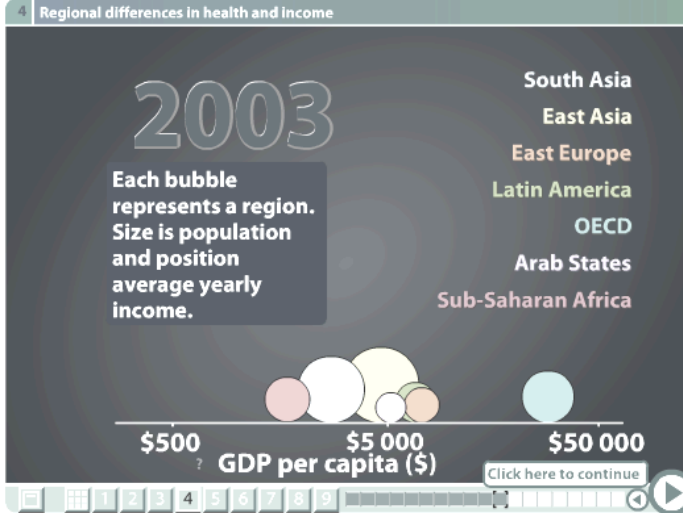 4 Regional differences in health and income
2003
Each bubble
represents a region.
Size is population
and position
average yearly
income.
South Asia
East Asia
East Europe
Latin America
OECD
Arab States
Sub-Saharan Africa
$500 $5 000 $50 000
? GDP per capita ($)
Click here to continue
1 2 3 4 5 6 7 8 9